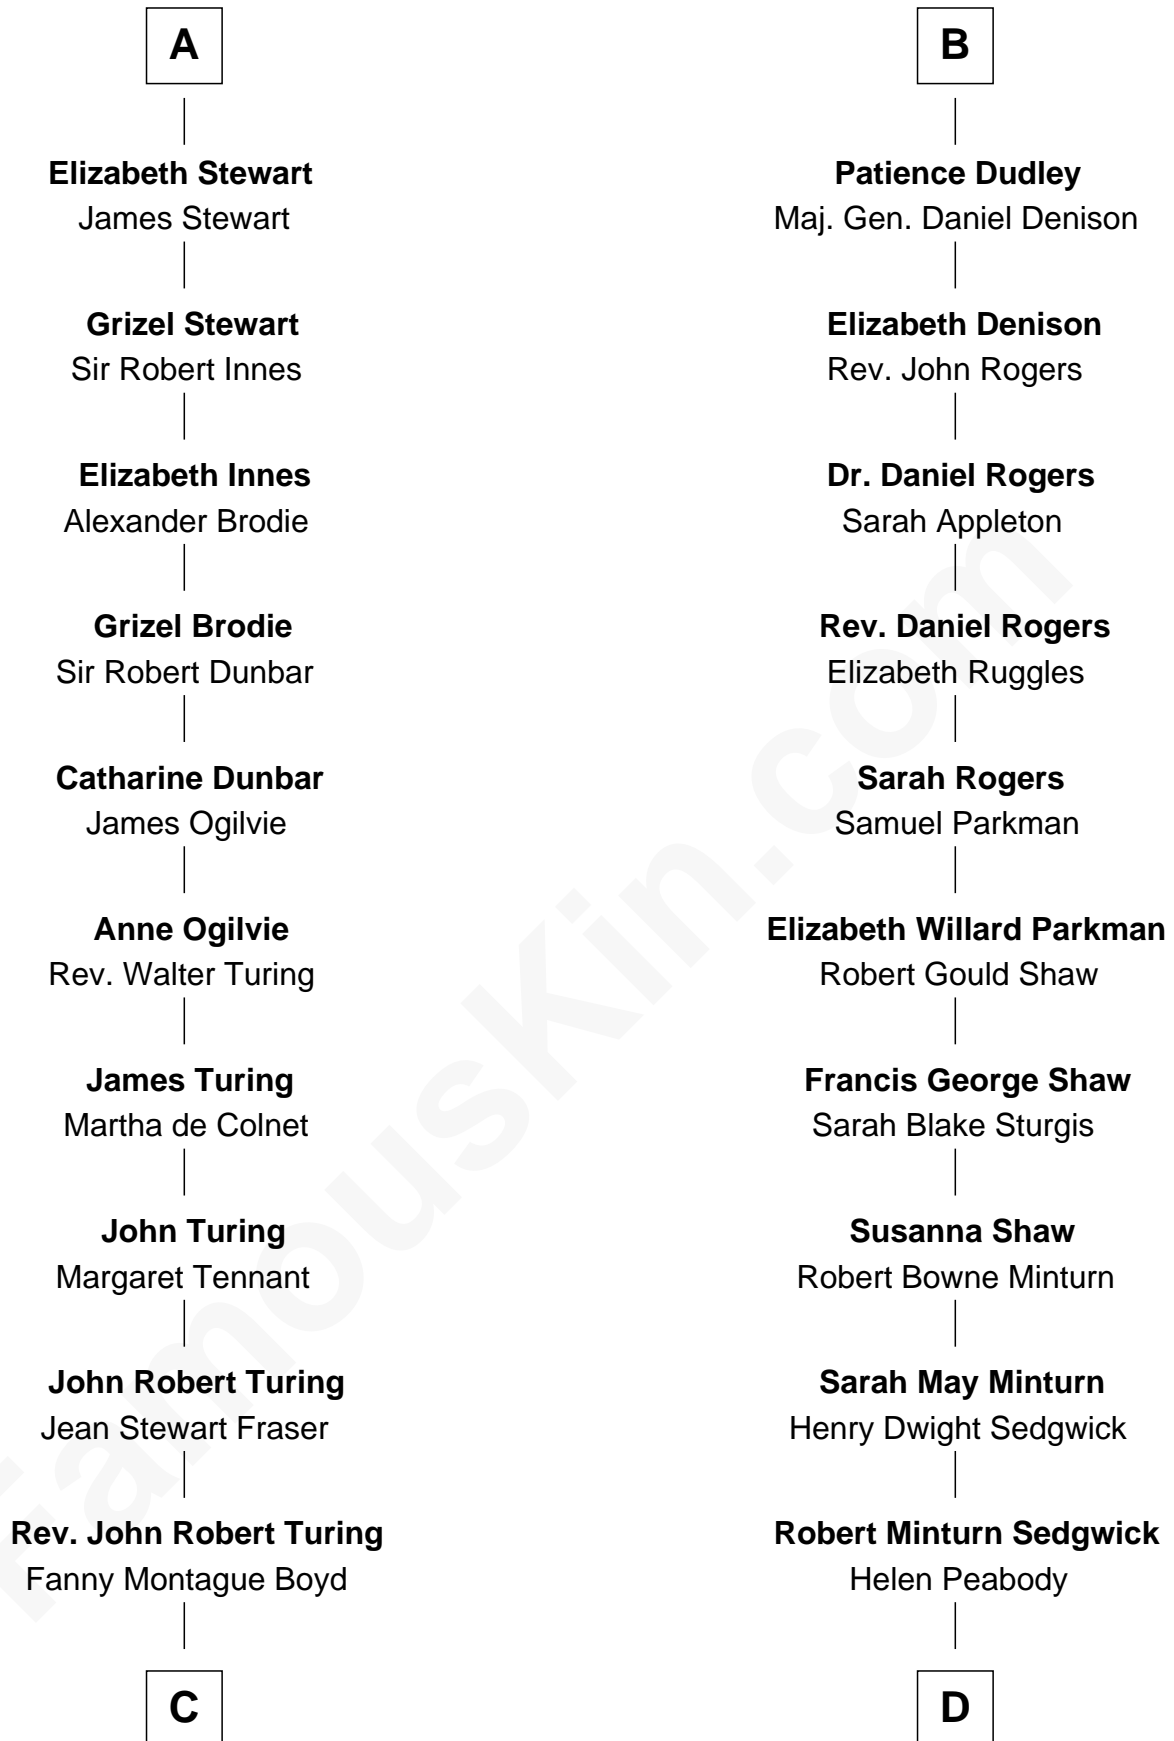 A
Elizabeth Stewart
James Stewart
Grizel Stewart
Sir Robert Innes
Elizabeth Innes
Alexander Brodie
Grizel Brodie
Sir Robert Dunbar
Catharine Dunbar
James Ogilvie
Anne Ogilvie
Rev. Walter Turing
James Turing
Martha de Colnet
John Turing
Margaret Tennant
John Robert Turing
Jean Stewart Fraser
Rev. John Robert Turing
Fanny Montague Boyd
C
B
Patience Dudley
Maj. Gen. Daniel Denison
Elizabeth Denison
Rev. John Rogers
Dr. Daniel Rogers
Sarah Appleton
Rev. Daniel Rogers
Elizabeth Ruggles
Sarah Rogers
Samuel Parkman
Elizabeth Willard Parkman
Robert Gould Shaw
Francis George Shaw
Sarah Blake Sturgis
Susanna Shaw
Robert Bowne Minturn
Sarah May Minturn
Henry Dwight Sedgwick
Robert Minturn Sedgwick
Helen Peabody
D
FamousKin.com